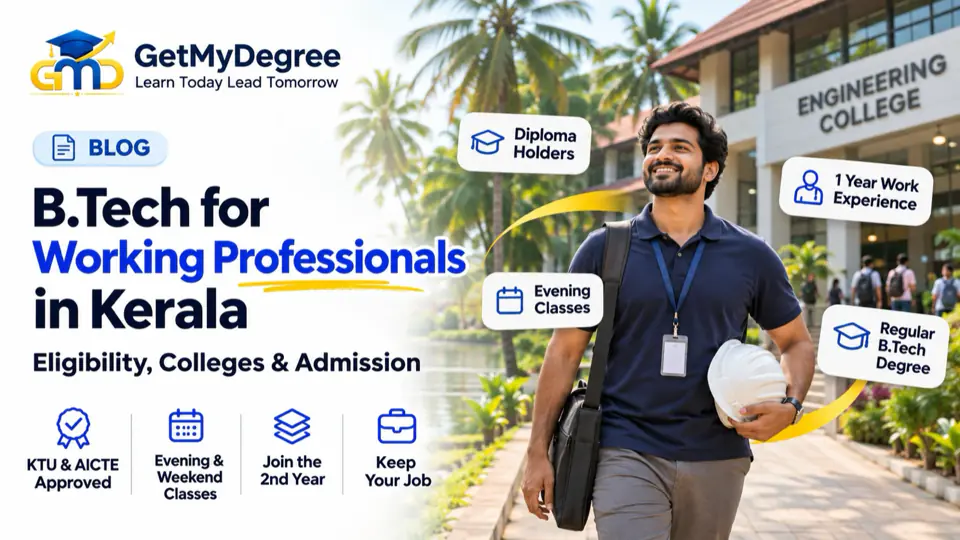 GMD
GetMyDegree
Learn Today Lead Tomorrow
BLOG
B.Tech for
Working Professionals
in Kerala
Eligibility, Colleges & Admission
KTU & AICTE
Approved
Evening &
Weekend
Classes
Join the
2nd Year
Keep
Your Job
Diploma
Holders
Evening
Classes
ENGINEERING
COLLEGE
1 Year Work
Experience
Regular
B.Tech
Degree